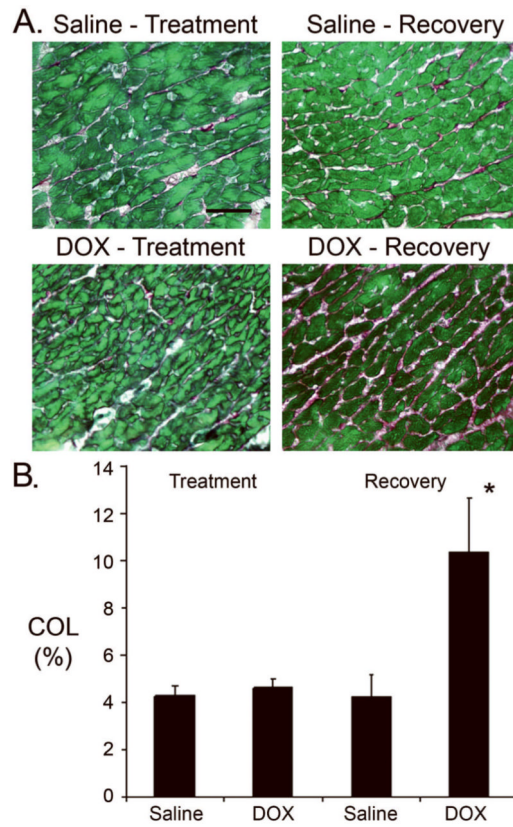 A.
Saline - Treatment
Saline - Recovery
DOX - Treatment
DOX - Recovery
B.
14
12
10
8
6
4
2
0
COL
(%)
Treatment
Recovery
*
Saline
DOX
Saline
DOX